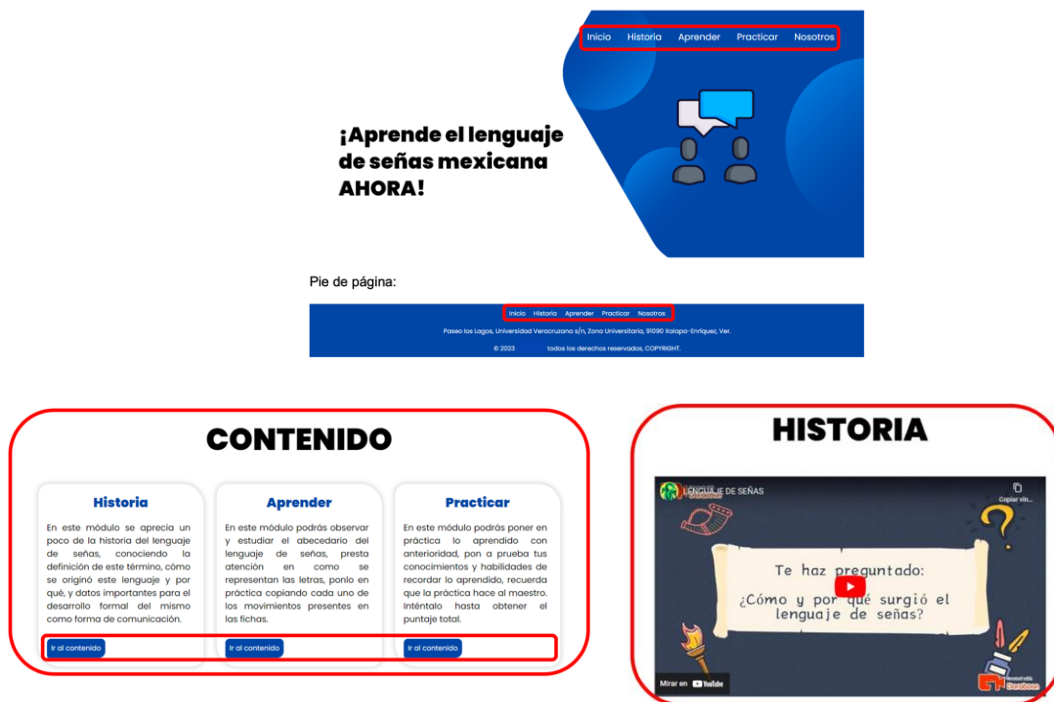 Inicio Historia Aprender Practicar Nosotros
¡Aprende el lenguaje
de señas mexicana
AHORA!
Pie de página:
Inicio Historia Aprender Practicar Nosotros
Paseo los Lagos, Universidad Veracruzana s/n, Zona Universitaria, 91090 Xalapa-Enríquez, Ver.
© 2023 todos los derechos reservados, COPYRIGHT.
CONTENIDO
Historia
En este módulo se aprecia un
poco de la historia del lenguaje
de señas, conociendo la
definición de este término, cómo
se originó este lenguaje y por
qué, y datos importantes para el
desarrollo formal del mismo
como forma de comunicación.
Ir al contenido
Aprender
En este módulo podrás observar
y estudiar el abecedario del
lenguaje de señas, presta
atención en como se
representan las letras, ponlo en
práctica copiando cada uno de
los movimientos presentes en
las fichas.
Ir al contenido
Practicar
En este módulo podrás poner en
práctica lo aprendido con
anterioridad, pon a prueba tus
conocimientos y habilidades de
recordar lo aprendido, recuerda
que la práctica hace al maestro.
Inténtalo hasta obtener el
puntaje total.
Ir al contenido
HISTORIA
LENGUAJE DE SEÑAS
Copiar vín...
Te haz preguntado:
¿Cómo y por qué surgió el
lenguaje de señas?
Mirar en YouTube